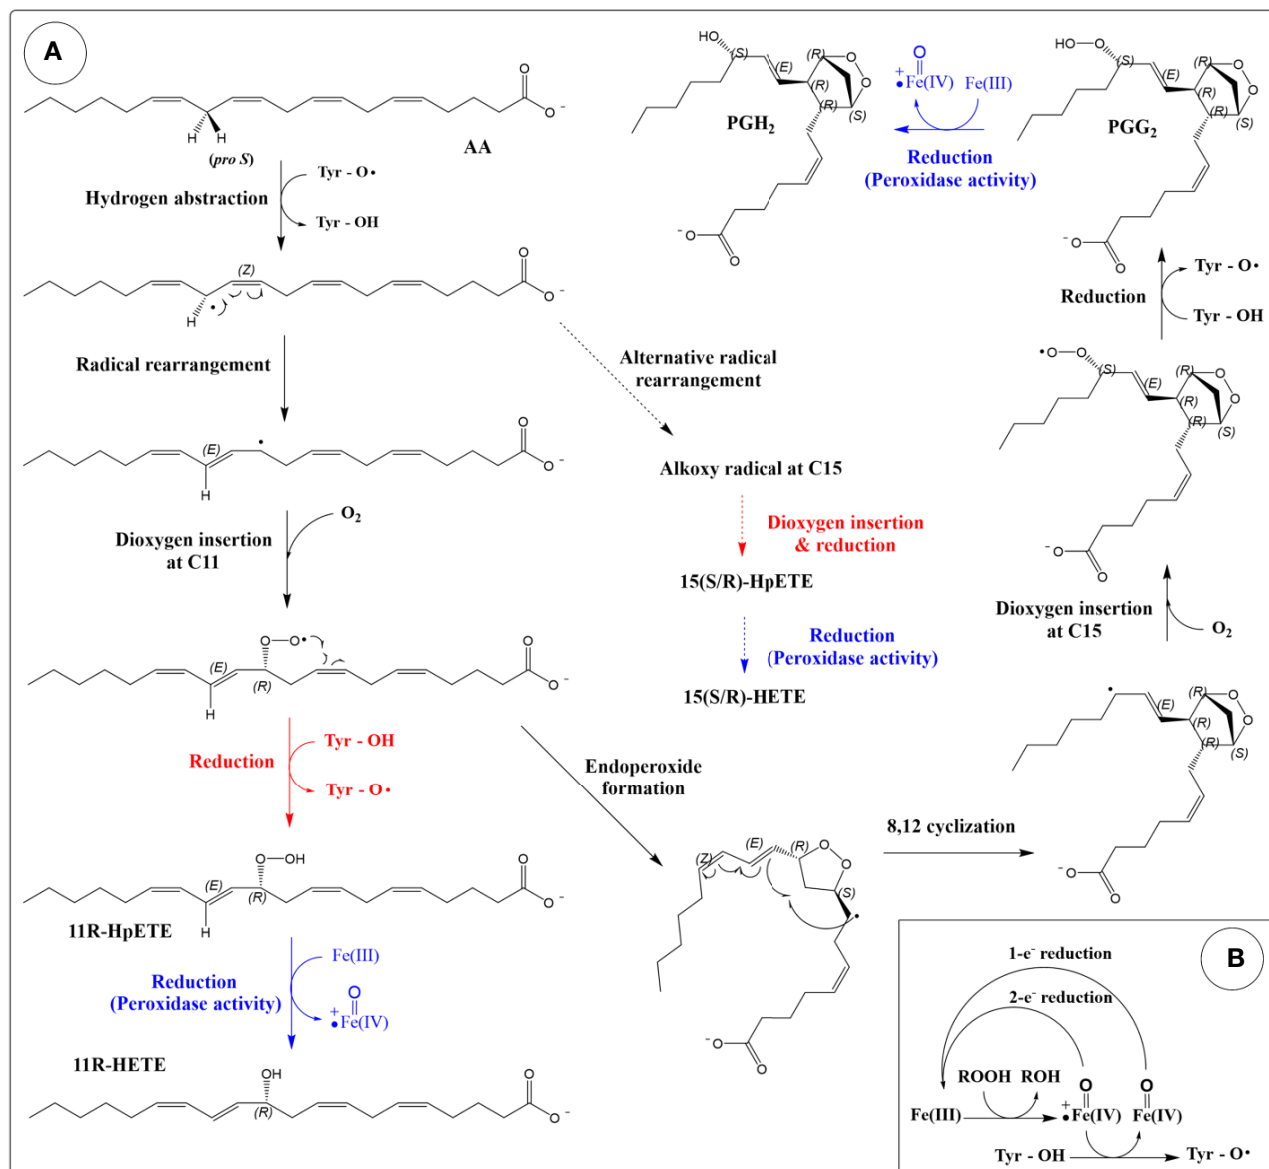 A
O
O
−
H H
(pro S)
AA
Hydrogen abstraction
Tyr - O•
Tyr - OH
(Z)
•
H
O
O
−
Radical rearrangement
Alternative radical
rearrangement
(E)
•
H
O
O
−
Alkoxy radical at C15
Dioxygen insertion
& reduction
15(S/R)-HpETE
Reduction
(Peroxidase activity)
15(S/R)-HETE
O₂
Dioxygen insertion
at C11
O—O•
(E)
(R)
H
O
O
−
Reduction
Tyr - OH
Tyr - O•
Endoperoxide
formation
O—OH
(E)
(R)
H
O
O
−
11R-HpETE
Fe(III)
Reduction
(Peroxidase activity)
O
+
•Fe(IV)
11R-HETE
OH
(R)
O
O
−
(Z)
(E)
(R)
O
O
(S)
•
−
O
O
8,12 cyclization
•
(E)
(R)
O
O
(R)
(R)
(S)
−
O
O
Dioxygen insertion
at C15
O₂
•O—O
(S)
(E)
(R)
O
O
(R)
(R)
(S)
−
O
O
Reduction
Tyr - O•
Tyr - OH
HO—O
(S)
(E)
(R)
O
O
(R)
(R)
(S)
PGG₂
−
O
O
O
+
•Fe(IV)
Fe(III)
Reduction
(Peroxidase activity)
HO
(S)
(E)
(R)
O
O
(R)
(R)
(S)
PGH₂
−
O
O
B
1-e⁻ reduction
2-e⁻ reduction
ROOH ROH
O O
Fe(III)
+
•Fe(IV) Fe(IV)
Tyr - OH Tyr - O•